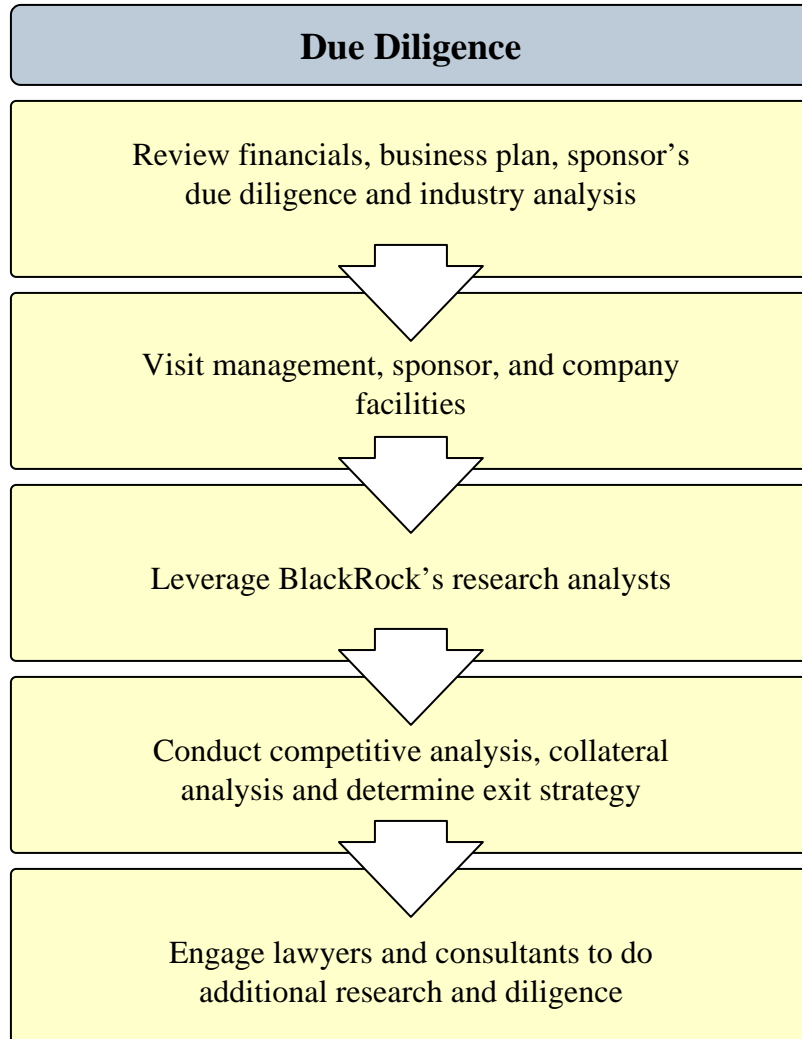 Due Diligence
Review financials, business plan, sponsor’s
due diligence and industry analysis
Visit management, sponsor, and company
facilities
Leverage BlackRock’s research analysts
Conduct competitive analysis, collateral
analysis and determine exit strategy
Engage lawyers and consultants to do
additional research and diligence